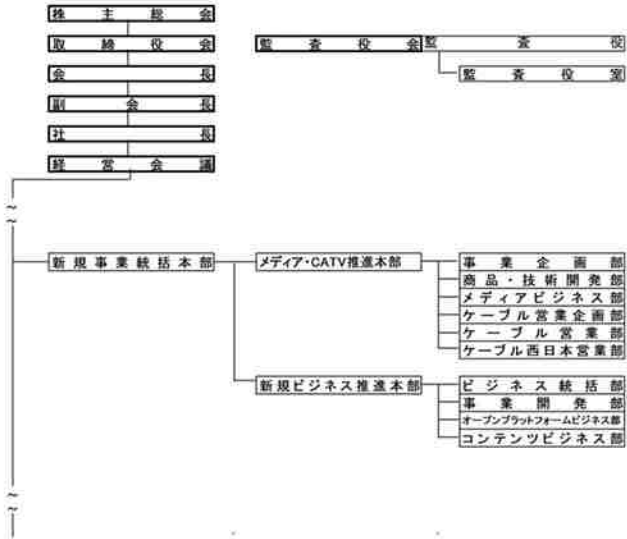 株主総会
取締役会
監査役会
監査役
会長
監査役室
副会長
社長
経営会議
新規事業統括本部
メディア・CATV推進本部
事業企画部
商品・技術開発部
メディアビジネス部
ケーブル営業企画部
ケーブル営業部
ケーブル西日本営業部
新規ビジネス推進本部
ビジネス統括部
事業開発部
オープンプラットフォームビジネス部
コンテンツビジネス部